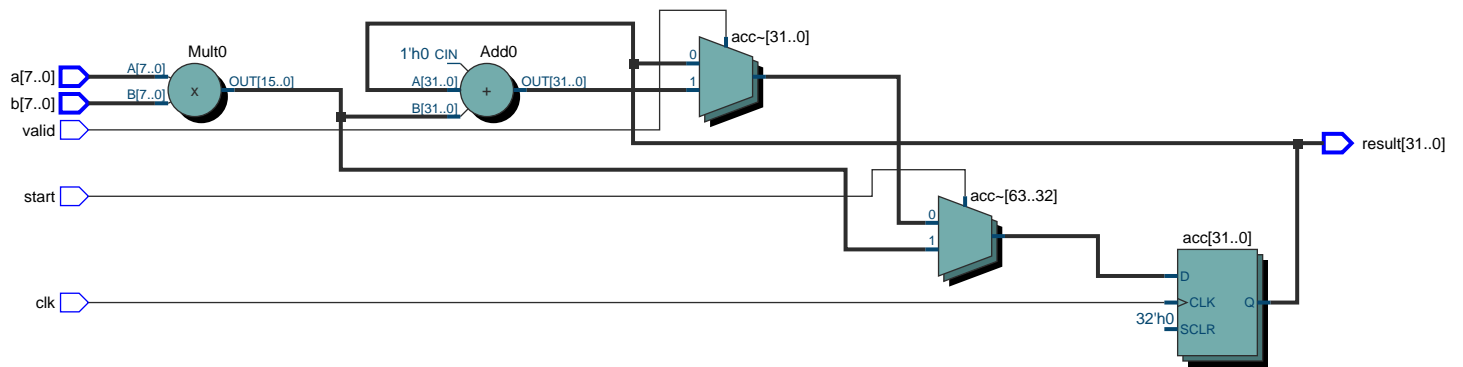 acc~[31..0]
Mult0
1'h0 CIN
Add0
0
a[7..0]
A[7..0]
OUT[15..0]
A[31..0]
OUT[31..0]
1
x
+
b[7..0]
B[7..0]
B[31..0]
valid
result[31..0]
start
acc~[63..32]
0
1
acc[31..0]
D
clk
CLK
Q
32'h0
SCLR